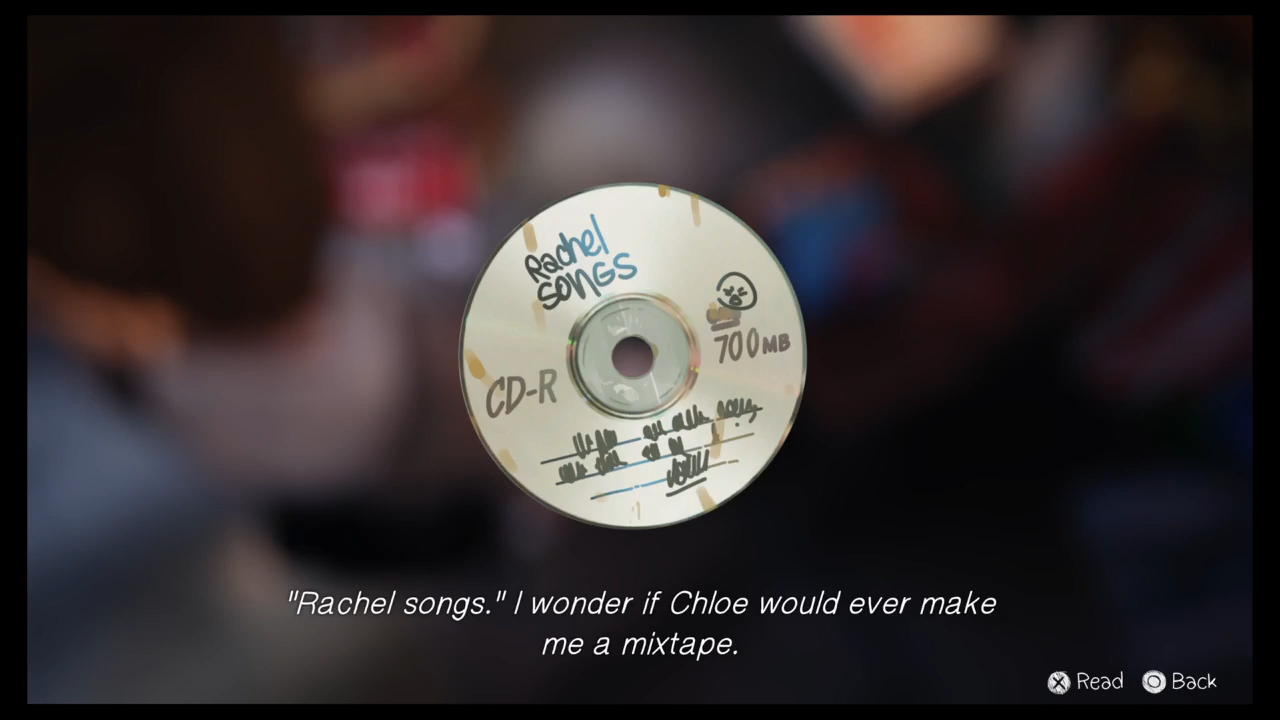 Rachel
SONGS
700MB
CD-R
"Rachel songs." I wonder if Chloe would ever make
me a mixtape.
Read Back